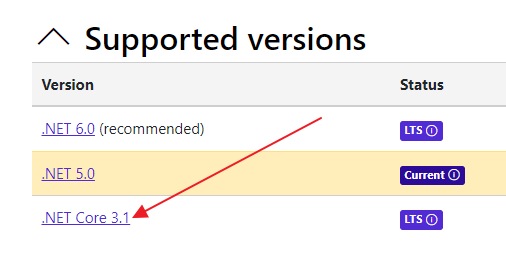 Supported versions
Version Status
.NET 6.0 (recommended) LTS
.NET 5.0 Current
.NET Core 3.1 LTS